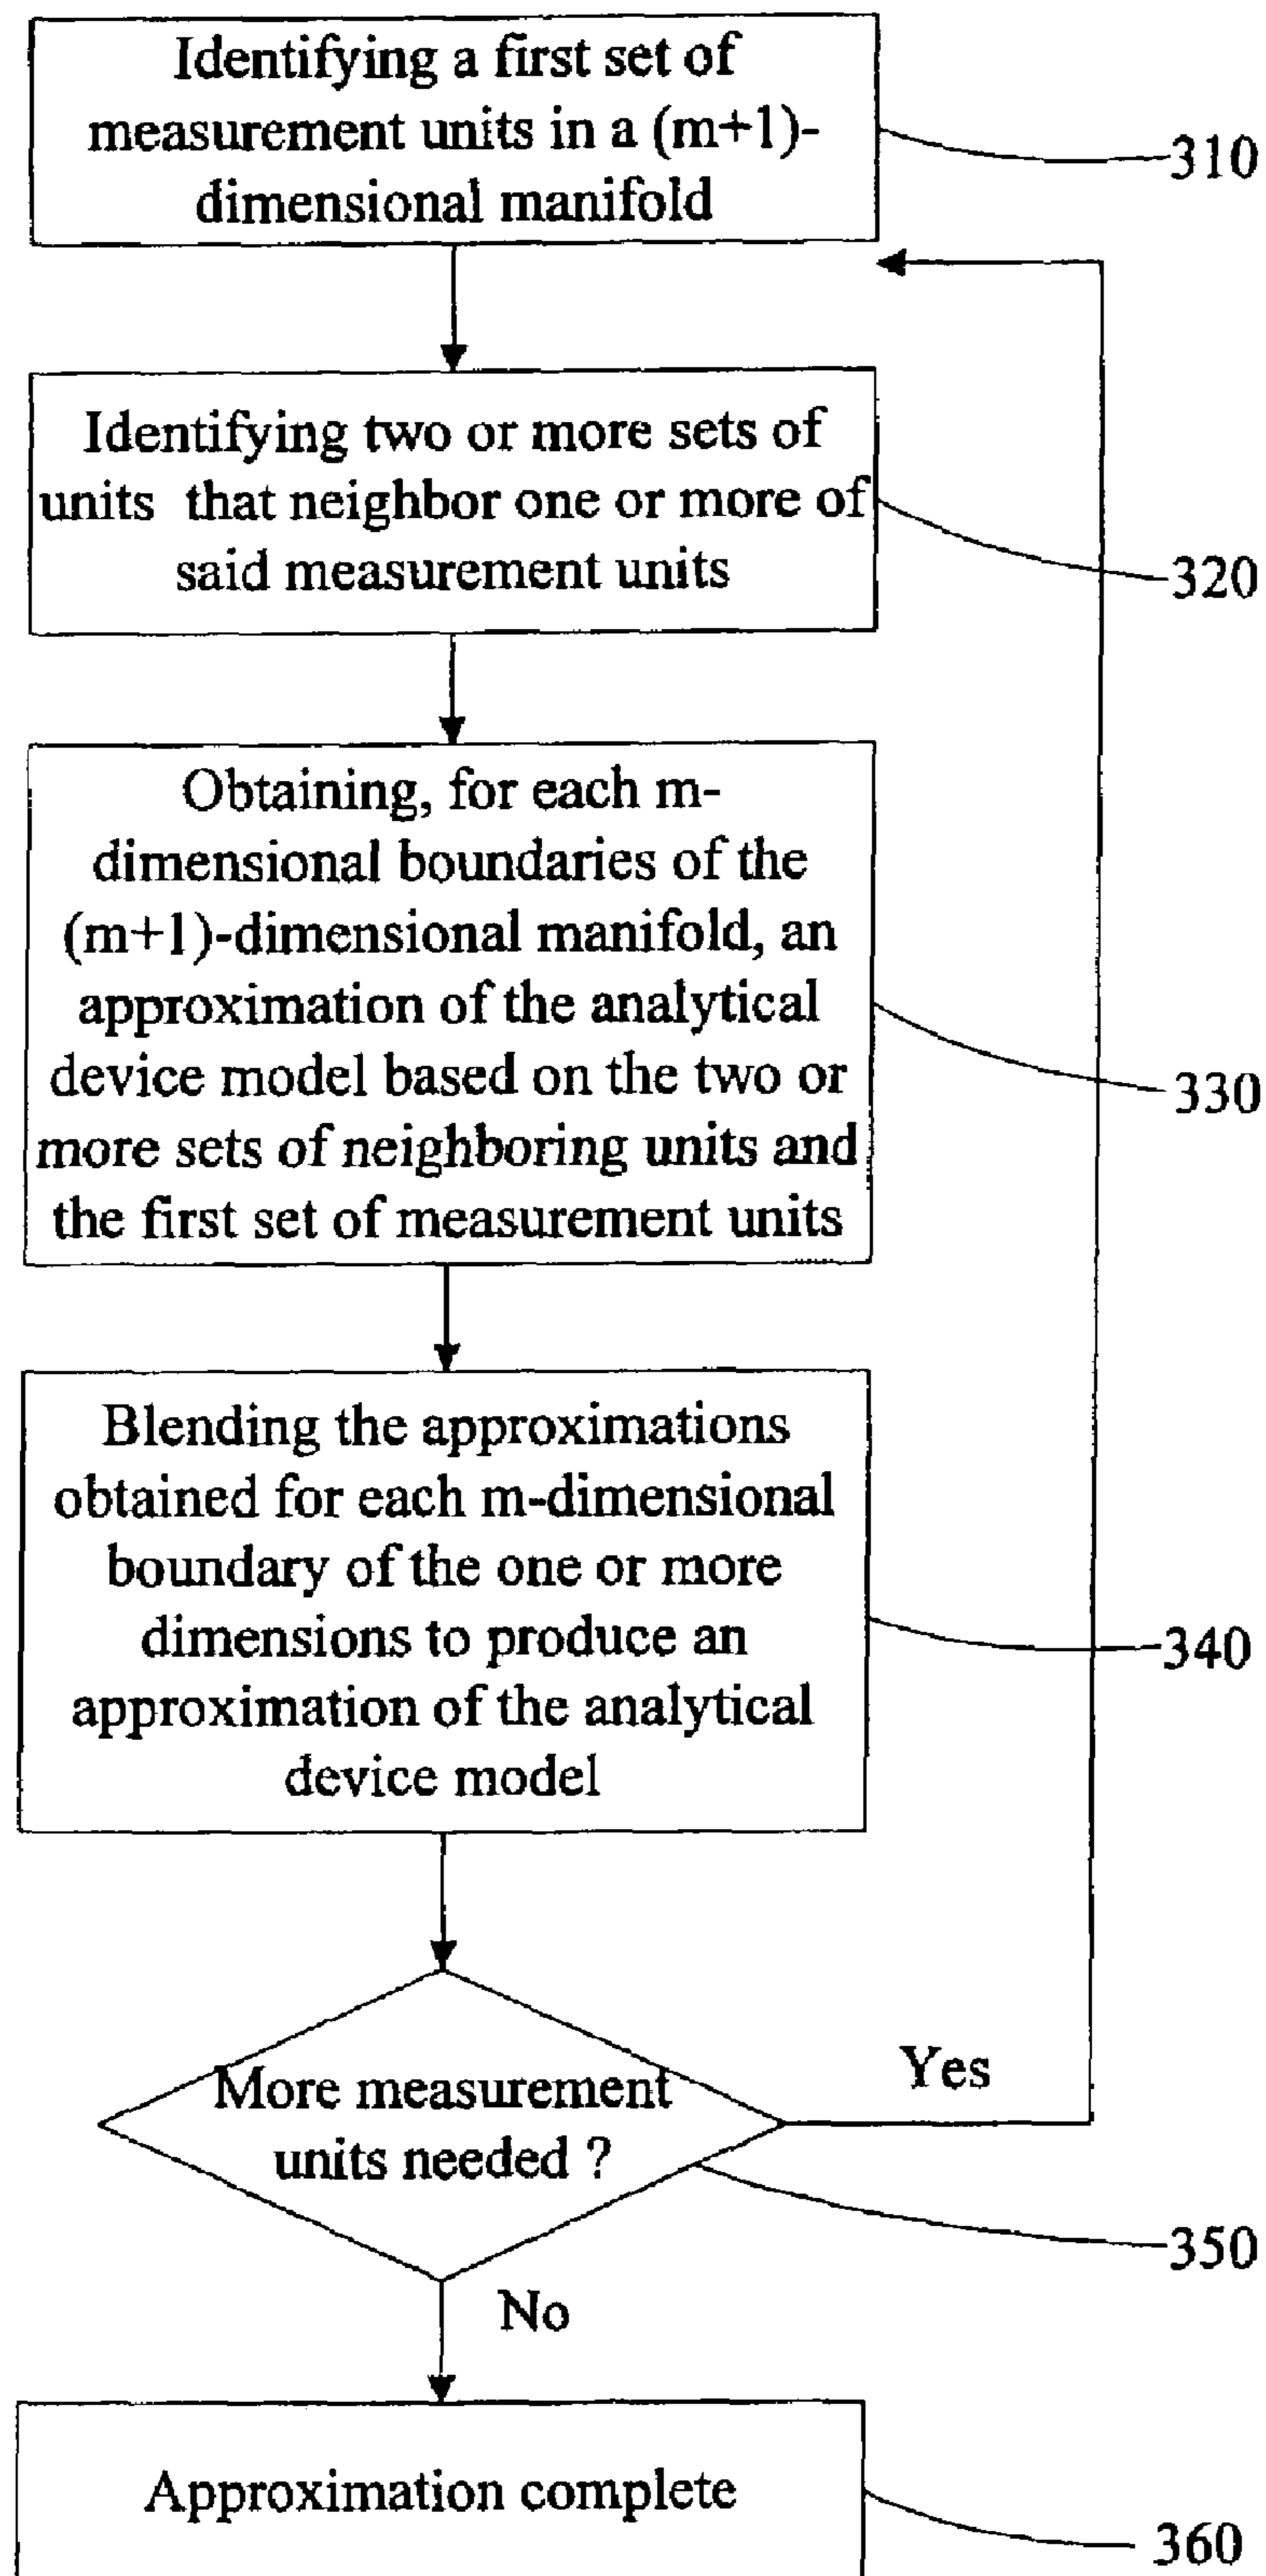 Identifying a first set of
measurement units in a (m+1)-
dimensional manifold
310
Identifying two or more sets of
units that neighbor one or more of
said measurement units
320
Obtaining, for each m-
dimensional boundaries of the
(m+1)-dimensional manifold, an
approximation of the analytical
device model based on the two or
more sets of neighboring units and
the first set of measurement units
330
Blending the approximations
obtained for each m-dimensional
boundary of the one or more
dimensions to produce an
approximation of the analytical
device model
340
More measurement
units needed ?
Yes
350
No
Approximation complete
360